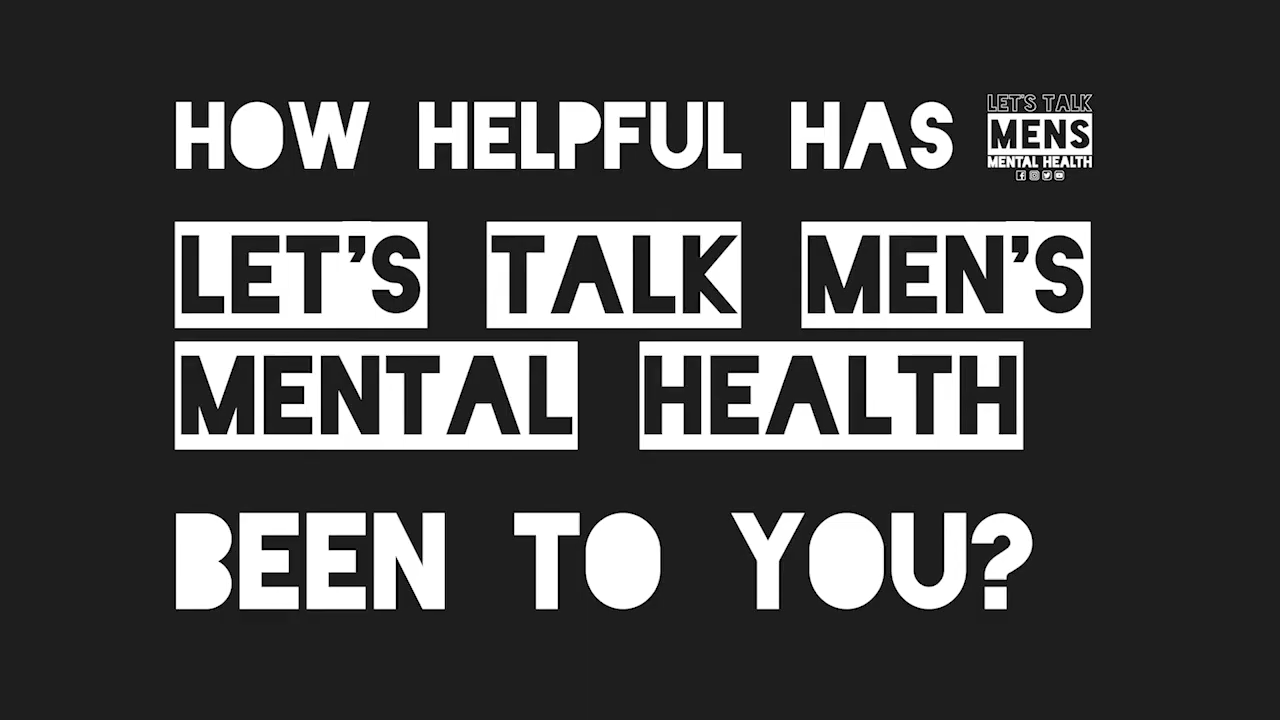 HOW HELPFUL HAS
LET'S TALK
MENS
MENTAL HEALTH
LET'S TALK MEN'S
MENTAL HEALTH
BEEN TO YOU?